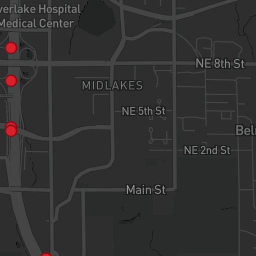 verlake Hospital
Medical Center
NE 8th St
MIDLAKES
NE 5th St
Bel
NE 2nd St
Main St